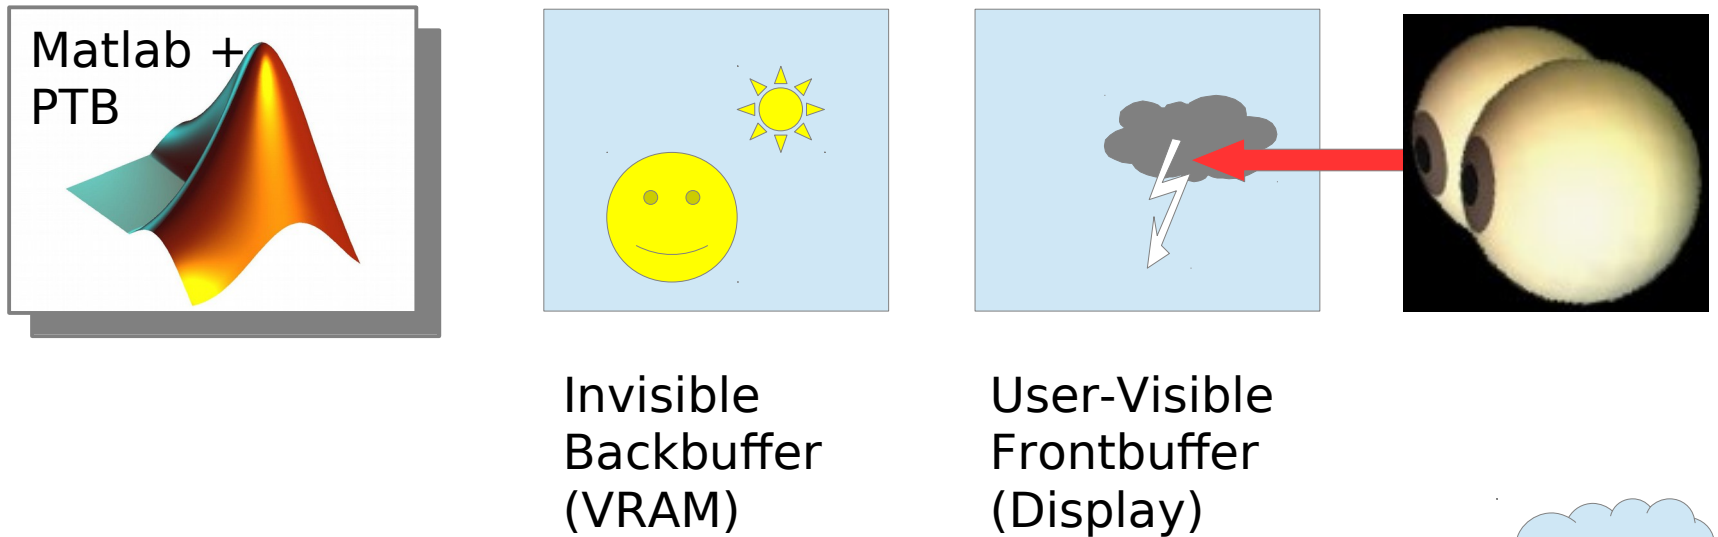 Matlab +
PTB
Invisible
Backbuffer
(VRAM)
User-Visible
Frontbuffer
(Display)